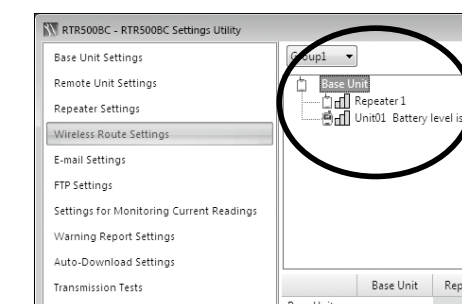 RTR500BC - RTR500BC Settings Utility
Base Unit Settings
Remote Unit Settings
Repeater Settings
Wireless Route Settings
E-mail Settings
FTP Settings
Settings for Monitoring Current Readings
Warning Report Settings
Auto-Download Settings
Transmission Tests
Group1
Base Unit
Repeater 1
Unit01 Battery level is
Base Unit Rep